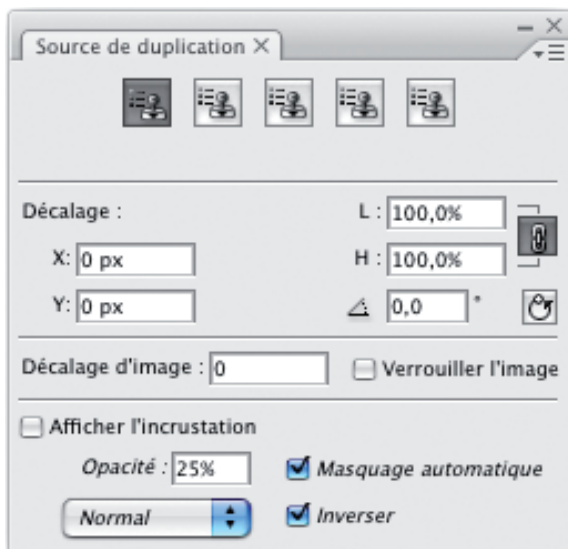 Source de duplication
Décalage :
L : 100,0%
X: 0 px
H : 100,0%
Y: 0 px
0,0 °
Décalage d'image : 0
Verrouiller l'image
Afficher l'incrustation
Opacité : 25%
Masquage automatique
Normal
Inverser